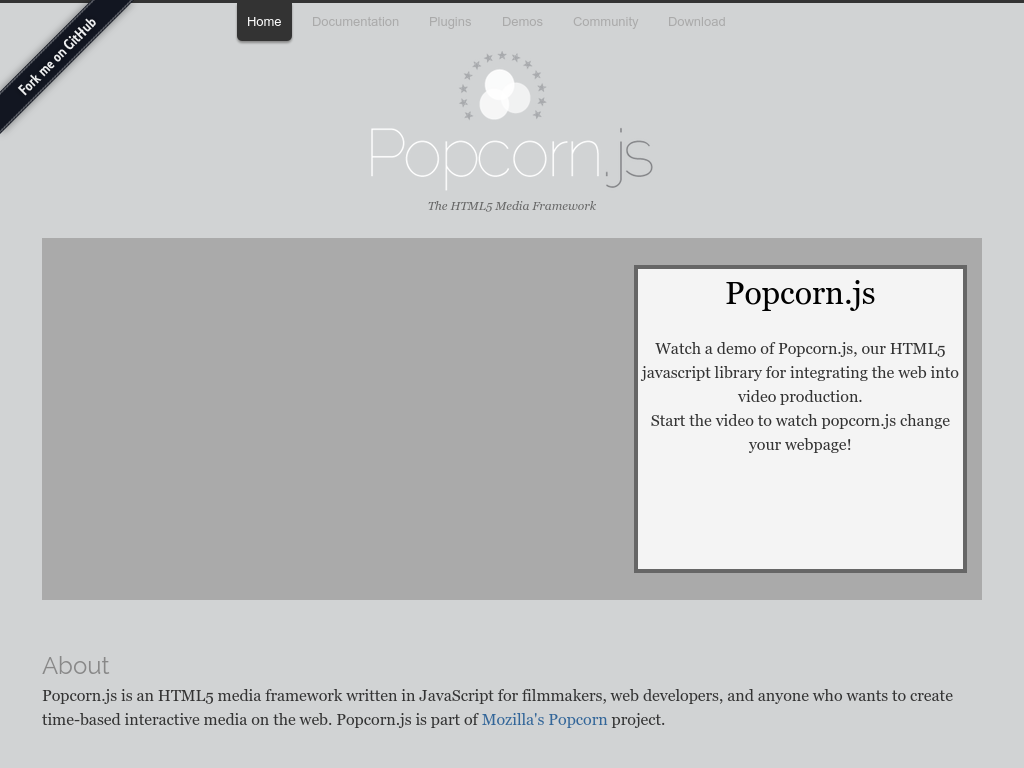 Fork me on GitHub
Home Documentation Plugins Demos Community Download
Popcorn.js
The HTML5 Media Framework
Popcorn.js
Watch a demo of Popcorn.js, our HTML5
javascript library for integrating the web into
video production.
Start the video to watch popcorn.js change
your webpage!
About
Popcorn.js is an HTML5 media framework written in JavaScript for filmmakers, web developers, and anyone who wants to create
time-based interactive media on the web. Popcorn.js is part of Mozilla's Popcorn project.